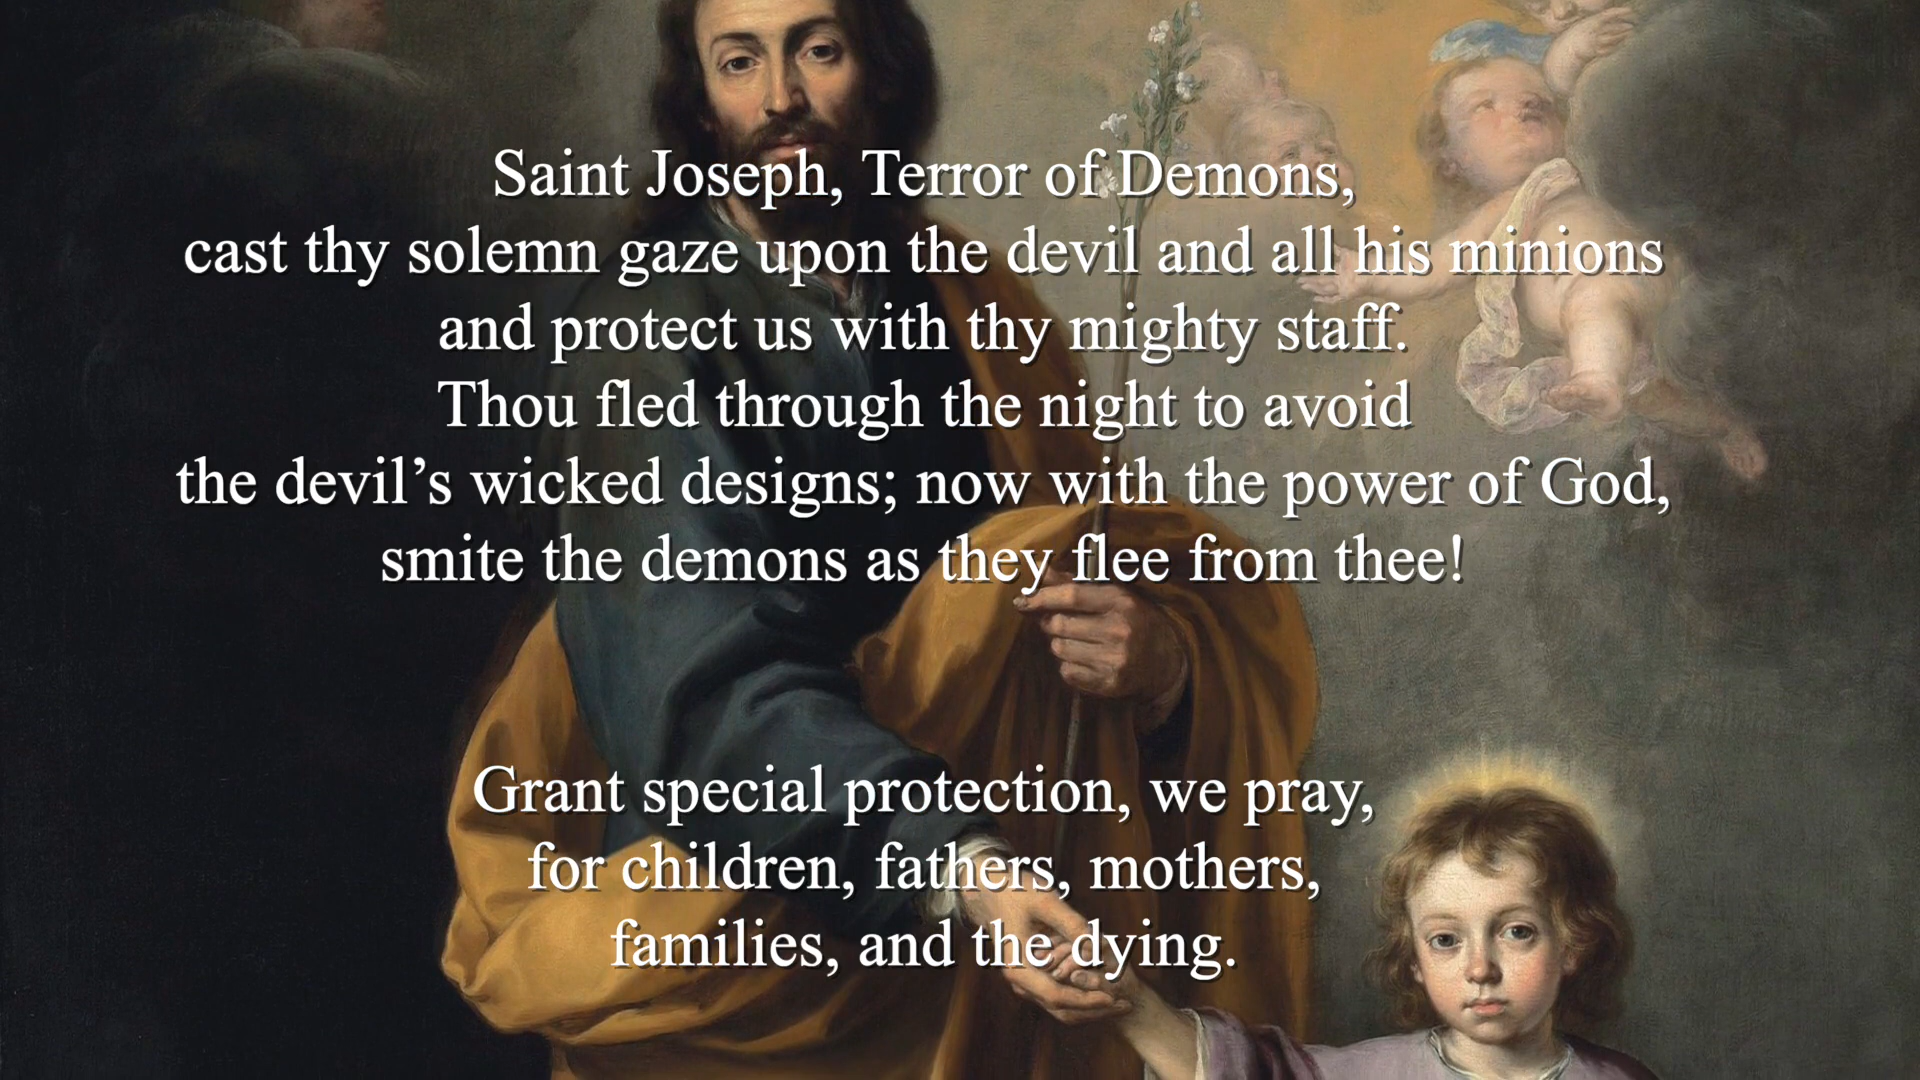 Saint Joseph, Terror of Demons,
cast thy solemn gaze upon the devil and all his minions
and protect us with thy mighty staff.
Thou fled through the night to avoid
the devil’s wicked designs; now with the power of God,
smite the demons as they flee from thee!
Grant special protection, we pray,
for children, fathers, mothers,
families, and the dying.